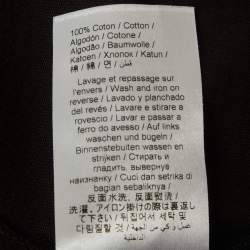 100% Coton / Cotton /
Algodón / Cotone /
Algodão / Baumwolle /
Katoen / Хлопок / Katun /
綿 / 棉 / 면 / قطن
Lavage et repassage sur
l'envers / Wash and iron on
reverse / Lavado y planchado
del revés / Lavare e stirare a
rovescio / Lavar e passar a
ferro do avesso / Auf links
waschen und bügeln /
Binnenstebuiten wassen en
strijken / Стирать и
гладить, вывернув
наизнанку / Cuci dan setrika di
bagian sebaliknya /
反面水洗、反面熨烫/
洗濯、アイロン掛けの際は裏返し
て下さい / 뒤집어서 세탁 및
다림질할 것 / غسل وكي من الجهة
الداخلية